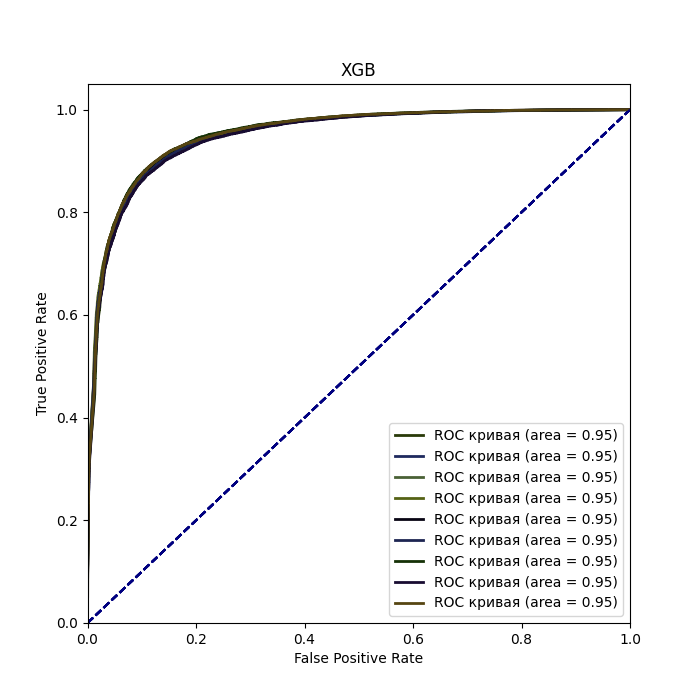 XGB
True Positive Rate
1.0
0.8
0.6
0.4
0.2
0.0
ROC кривая (area = 0.95)
ROC кривая (area = 0.95)
ROC кривая (area = 0.95)
ROC кривая (area = 0.95)
ROC кривая (area = 0.95)
ROC кривая (area = 0.95)
ROC кривая (area = 0.95)
ROC кривая (area = 0.95)
ROC кривая (area = 0.95)
0.0 0.2 0.4 0.6 0.8 1.0
False Positive Rate